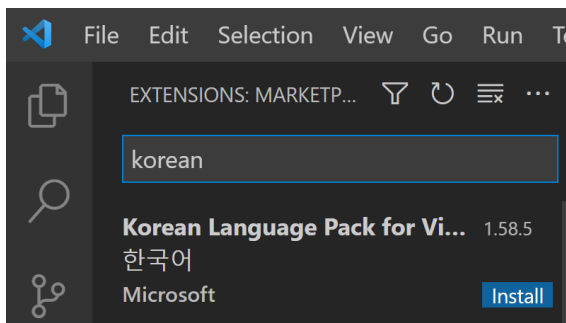 File Edit Selection View Go Run
EXTENSIONS: MARKETP...
korean
Korean Language Pack for Vi... 1.58.5
한국어
Microsoft Install